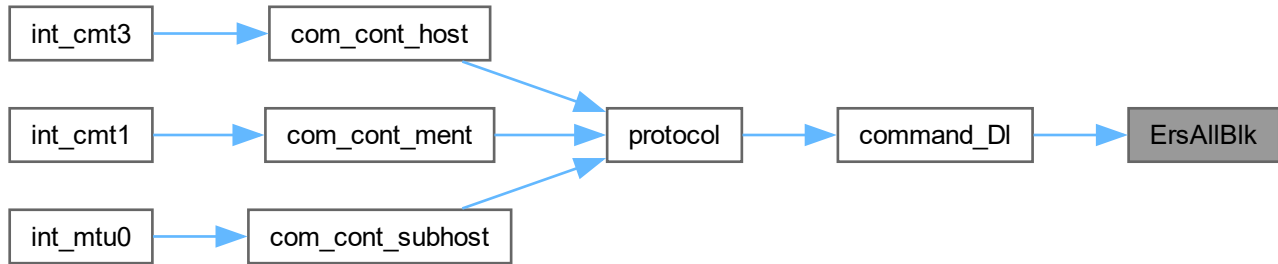 int_cmt3
com_cont_host
int_cmt1
com_cont_ment
protocol
command_Dl
ErsAllBlk
int_mtu0
com_cont_subhost